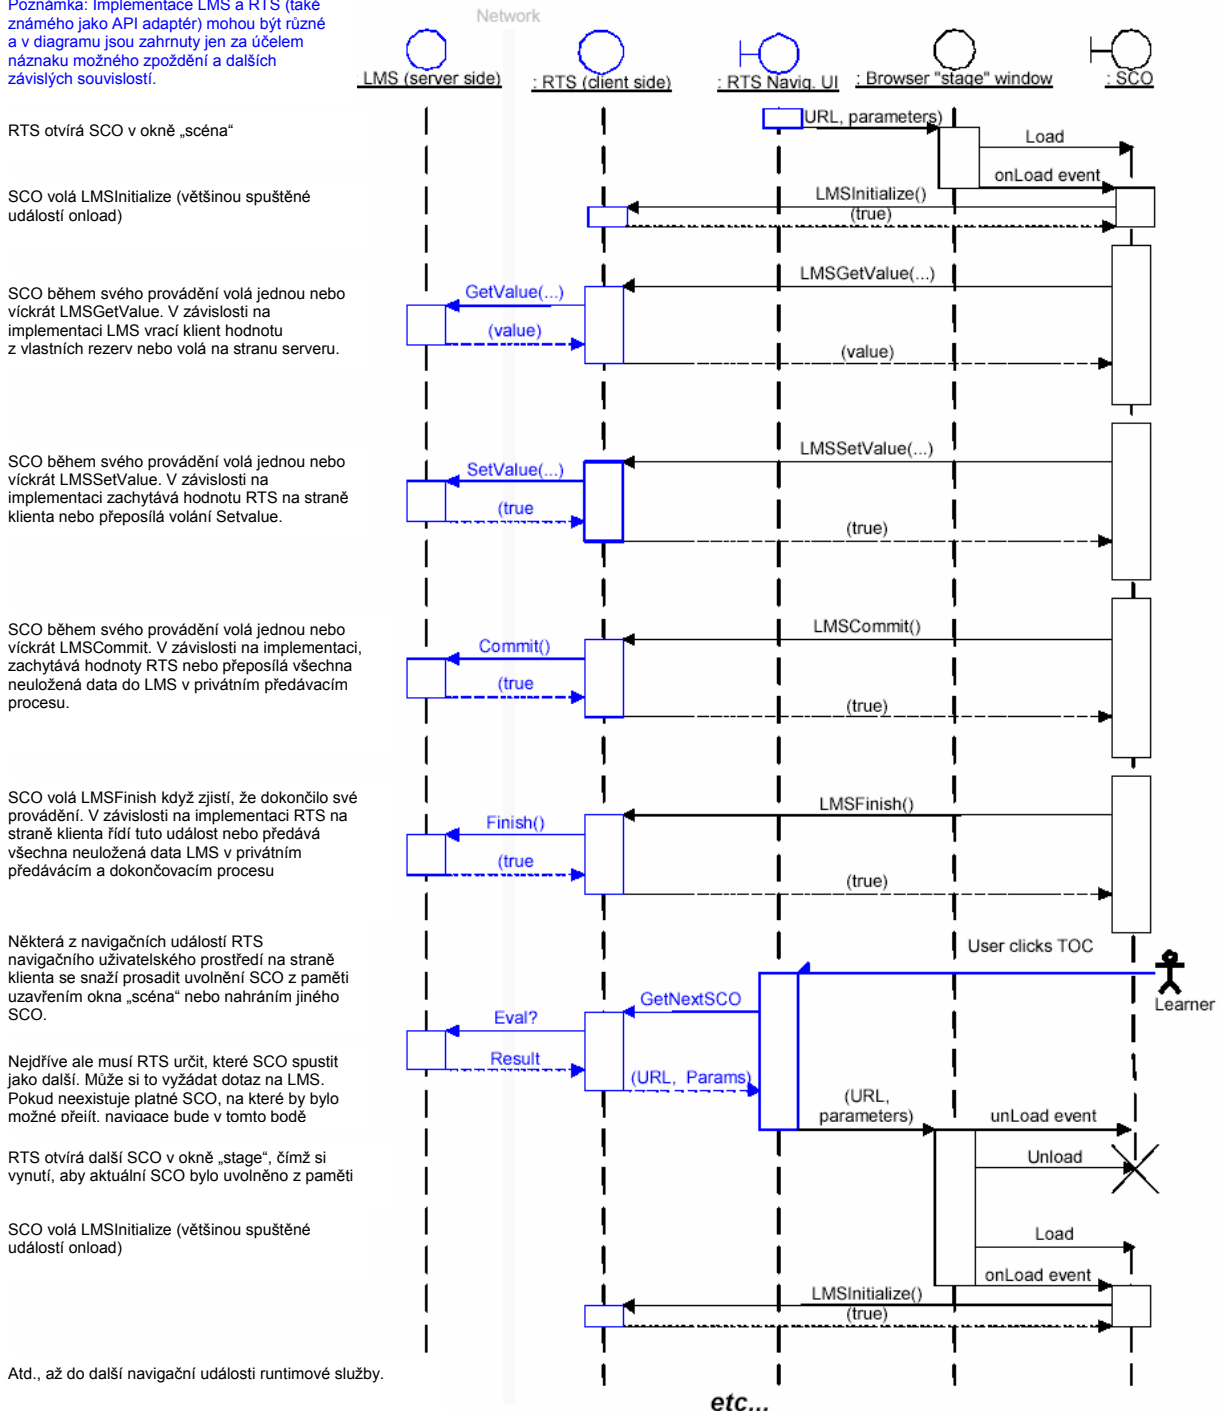 Poznámka: Implementace LMS a RTS (také
známého jako API adaptér) mohou být různé
a v diagramu jsou zahrnuty jen za účelem
náznaku možného zpoždění a dalších
závislých souvislostí.
Network
: LMS (server side)
: RTS (client side)
: RTS Navig. UI
: Browser "stage" window
: SCO
RTS otvírá SCO v okně „scéna“
URL, parameters)
Load
onLoad event
SCO volá LMSInitialize (většinou spuštěné
událostí onload)
LMSInitialize()
(true)
SCO během svého provádění volá jednou nebo
víckrát LMSGetValue. V závislosti na
implementaci LMS vrací klient hodnotu
z vlastních rezerv nebo volá na stranu serveru.
LMSGetValue(...)
GetValue(...)
(value)
(value)
SCO během svého provádění volá jednou nebo
víckrát LMSSetValue. V závislosti na
implementaci zachytává hodnotu RTS na straně
klienta nebo přeposílá volání Setvalue.
LMSSetValue(...)
SetValue(...)
(true
(true)
SCO během svého provádění volá jednou nebo
víckrát LMSCommit. V závislosti na implementaci,
zachytává hodnoty RTS nebo přeposílá všechna
neuložená data do LMS v privátním předávacím
procesu.
LMSCommit()
Commit()
(true
(true)
SCO volá LMSFinish když zjistí, že dokončilo své
provádění. V závislosti na implementaci RTS na
straně klienta řídí tuto událost nebo předává
všechna neuložená data LMS v privátním
předávácím a dokončovacím procesu
LMSFinish()
Finish()
(true
(true)
Některá z navigačních událostí RTS
navigačního uživatelského prostředí na straně
klienta se snaží prosadit uvolnění SCO z paměti
uzavřením okna „scéna“ nebo nahráním jiného
SCO.
User clicks TOC
Learner
GetNextSCO
Eval?
Result
(URL, Params)
Nejdříve ale musí RTS určit, které SCO spustit
jako další. Může si to vyžádát dotaz na LMS.
Pokud neexistuje platné SCO, na které by bylo
možné přejít, navigace bude v tomto bodě
(URL,
parameters)
unLoad event
RTS otvírá další SCO v okně „stage“, čímž si
vynutí, aby aktuální SCO bylo uvolněno z paměti
Unload
SCO volá LMSInitialize (většinou spuštěné
událostí onload)
Load
onLoad event
LMSInitialize()
(true)
Atd., až do další navigační události runtimové služby.
etc...